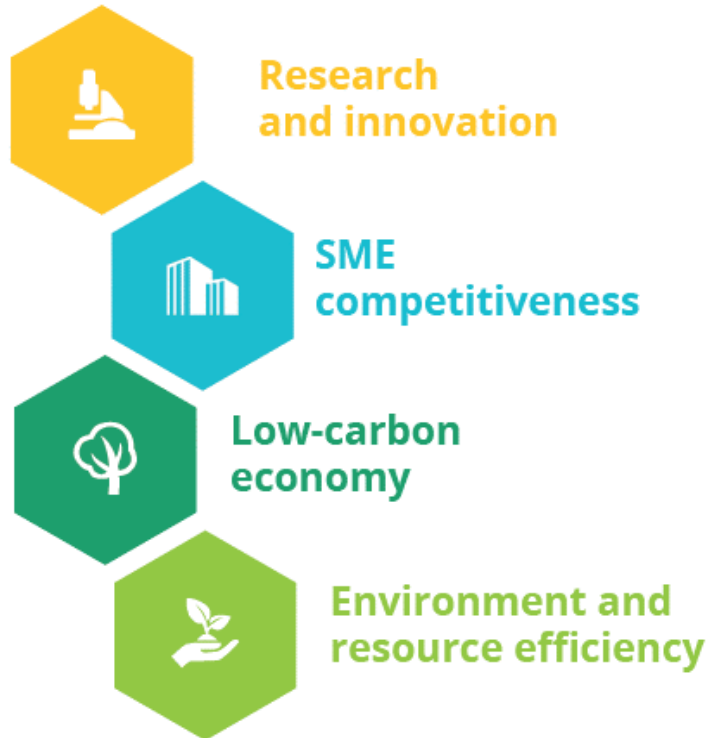 Research
and innovation
SME
competitiveness
Low-carbon
economy
Environment and
resource efficiency